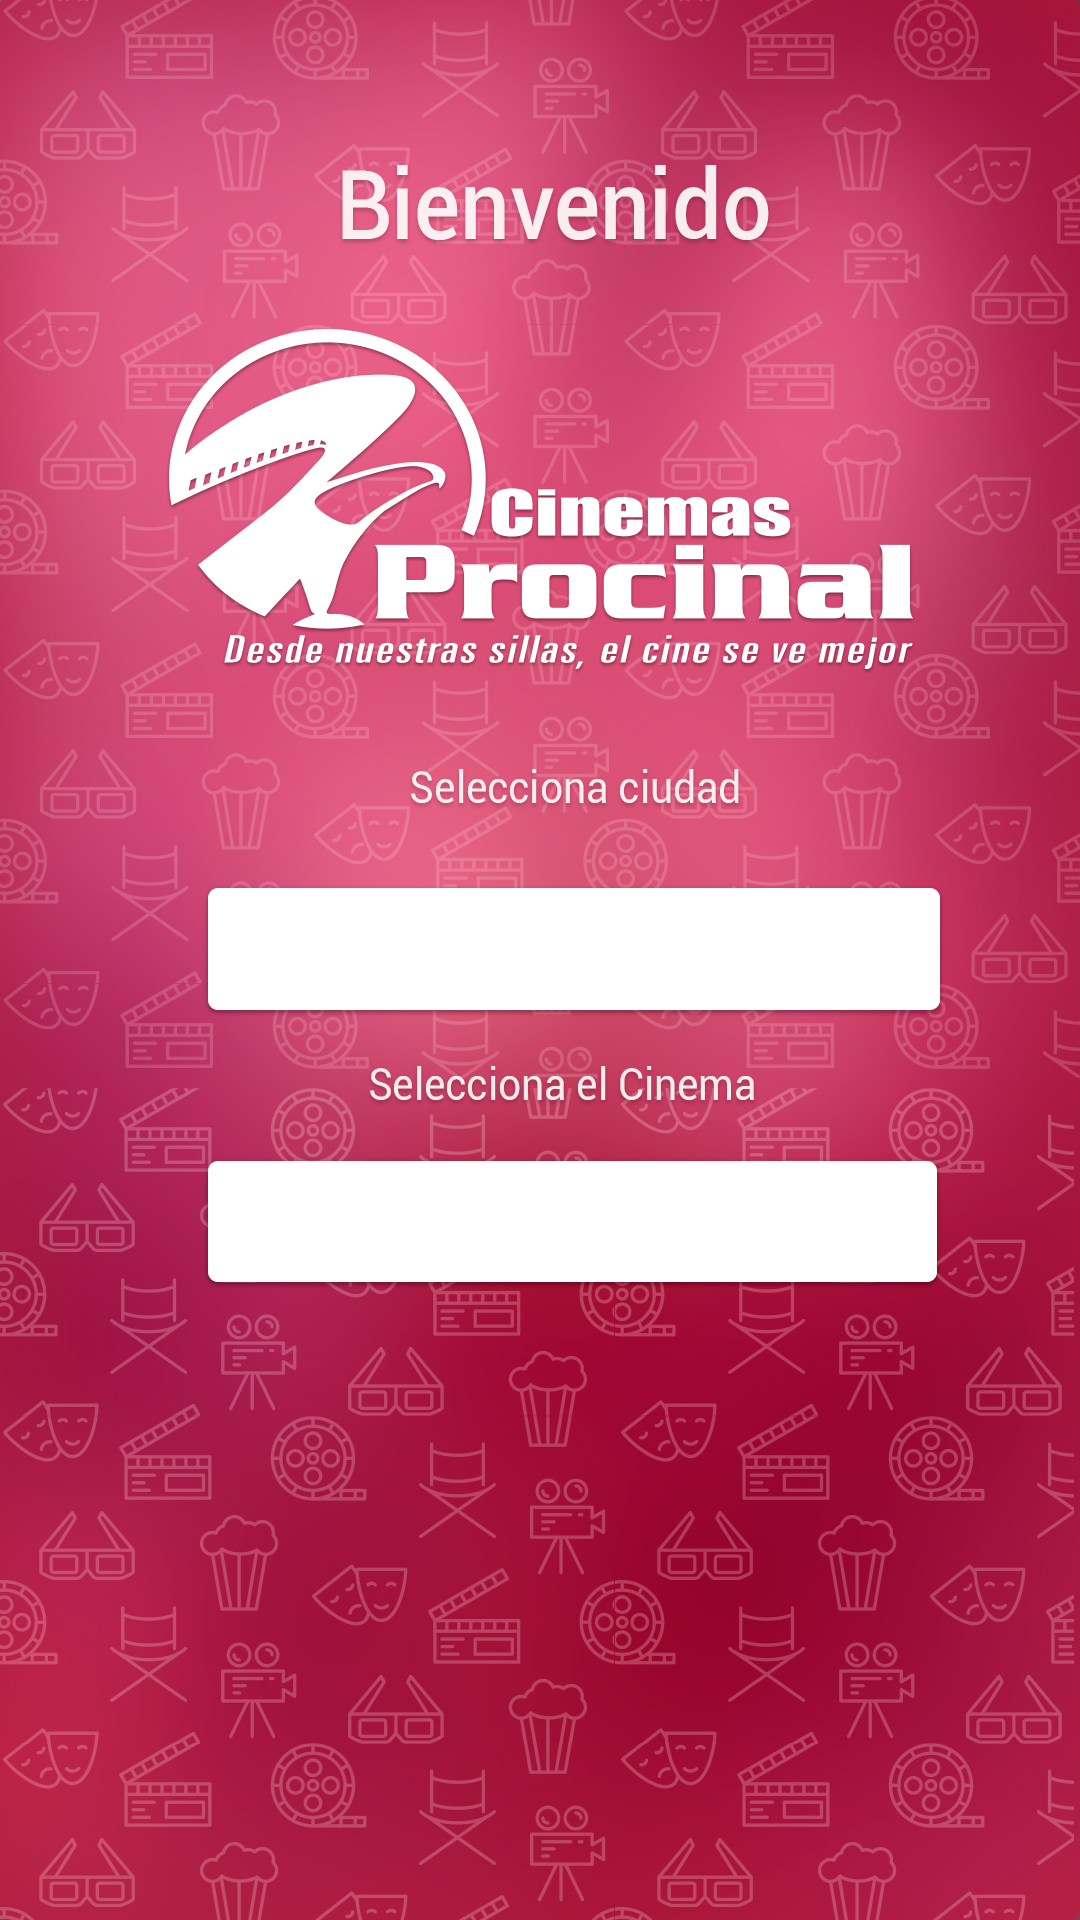 Bienvenido
Cinemas
Procinal
Desde nuestras sillas, el cine se ve mejor
Selecciona ciudad
Selecciona el Cinema